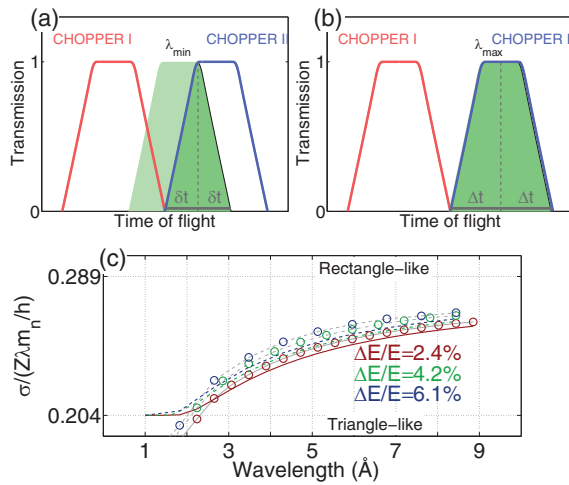 (a)
CHOPPER I
λmin
CHOPPER II
Transmission
1
0
δt
δt
Time of flight
(b)
CHOPPER I
λmax
CHOPPER I
Transmission
1
0
Δt
Δt
Time of flight
(c)
Rectangle-like
0.289
σ/(Zλmn/h)
ΔE/E=2.4%
ΔE/E=4.2%
ΔE/E=6.1%
0.204
Triangle-like
1 3 5 7 9
Wavelength (Å)